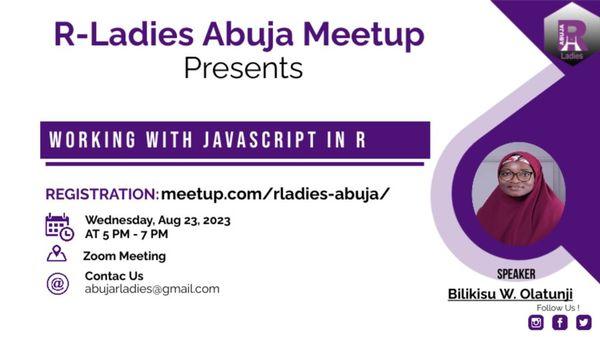 R-Ladies Abuja Meetup
Presents
ABUJA
R
Ladies
WORKING WITH JAVASCRIPT IN R
REGISTRATION: meetup.com/rladies-abuja/
Wednesday, Aug 23, 2023
AT 5 PM - 7 PM
Zoom Meeting
Contac Us
@ abujarladies@gmail.com
SPEAKER
Bilikisu W. Olatunji
Follow Us !